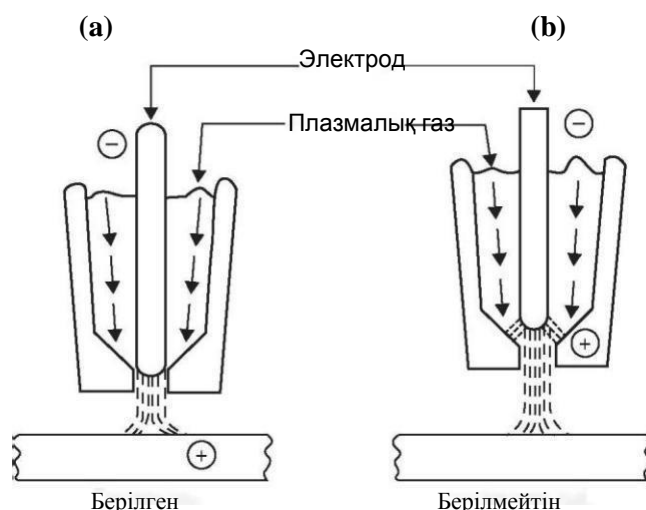 (a) (b)
Электрод
Плазмалық газ
− −
+
+
Берілген Берілмейтін